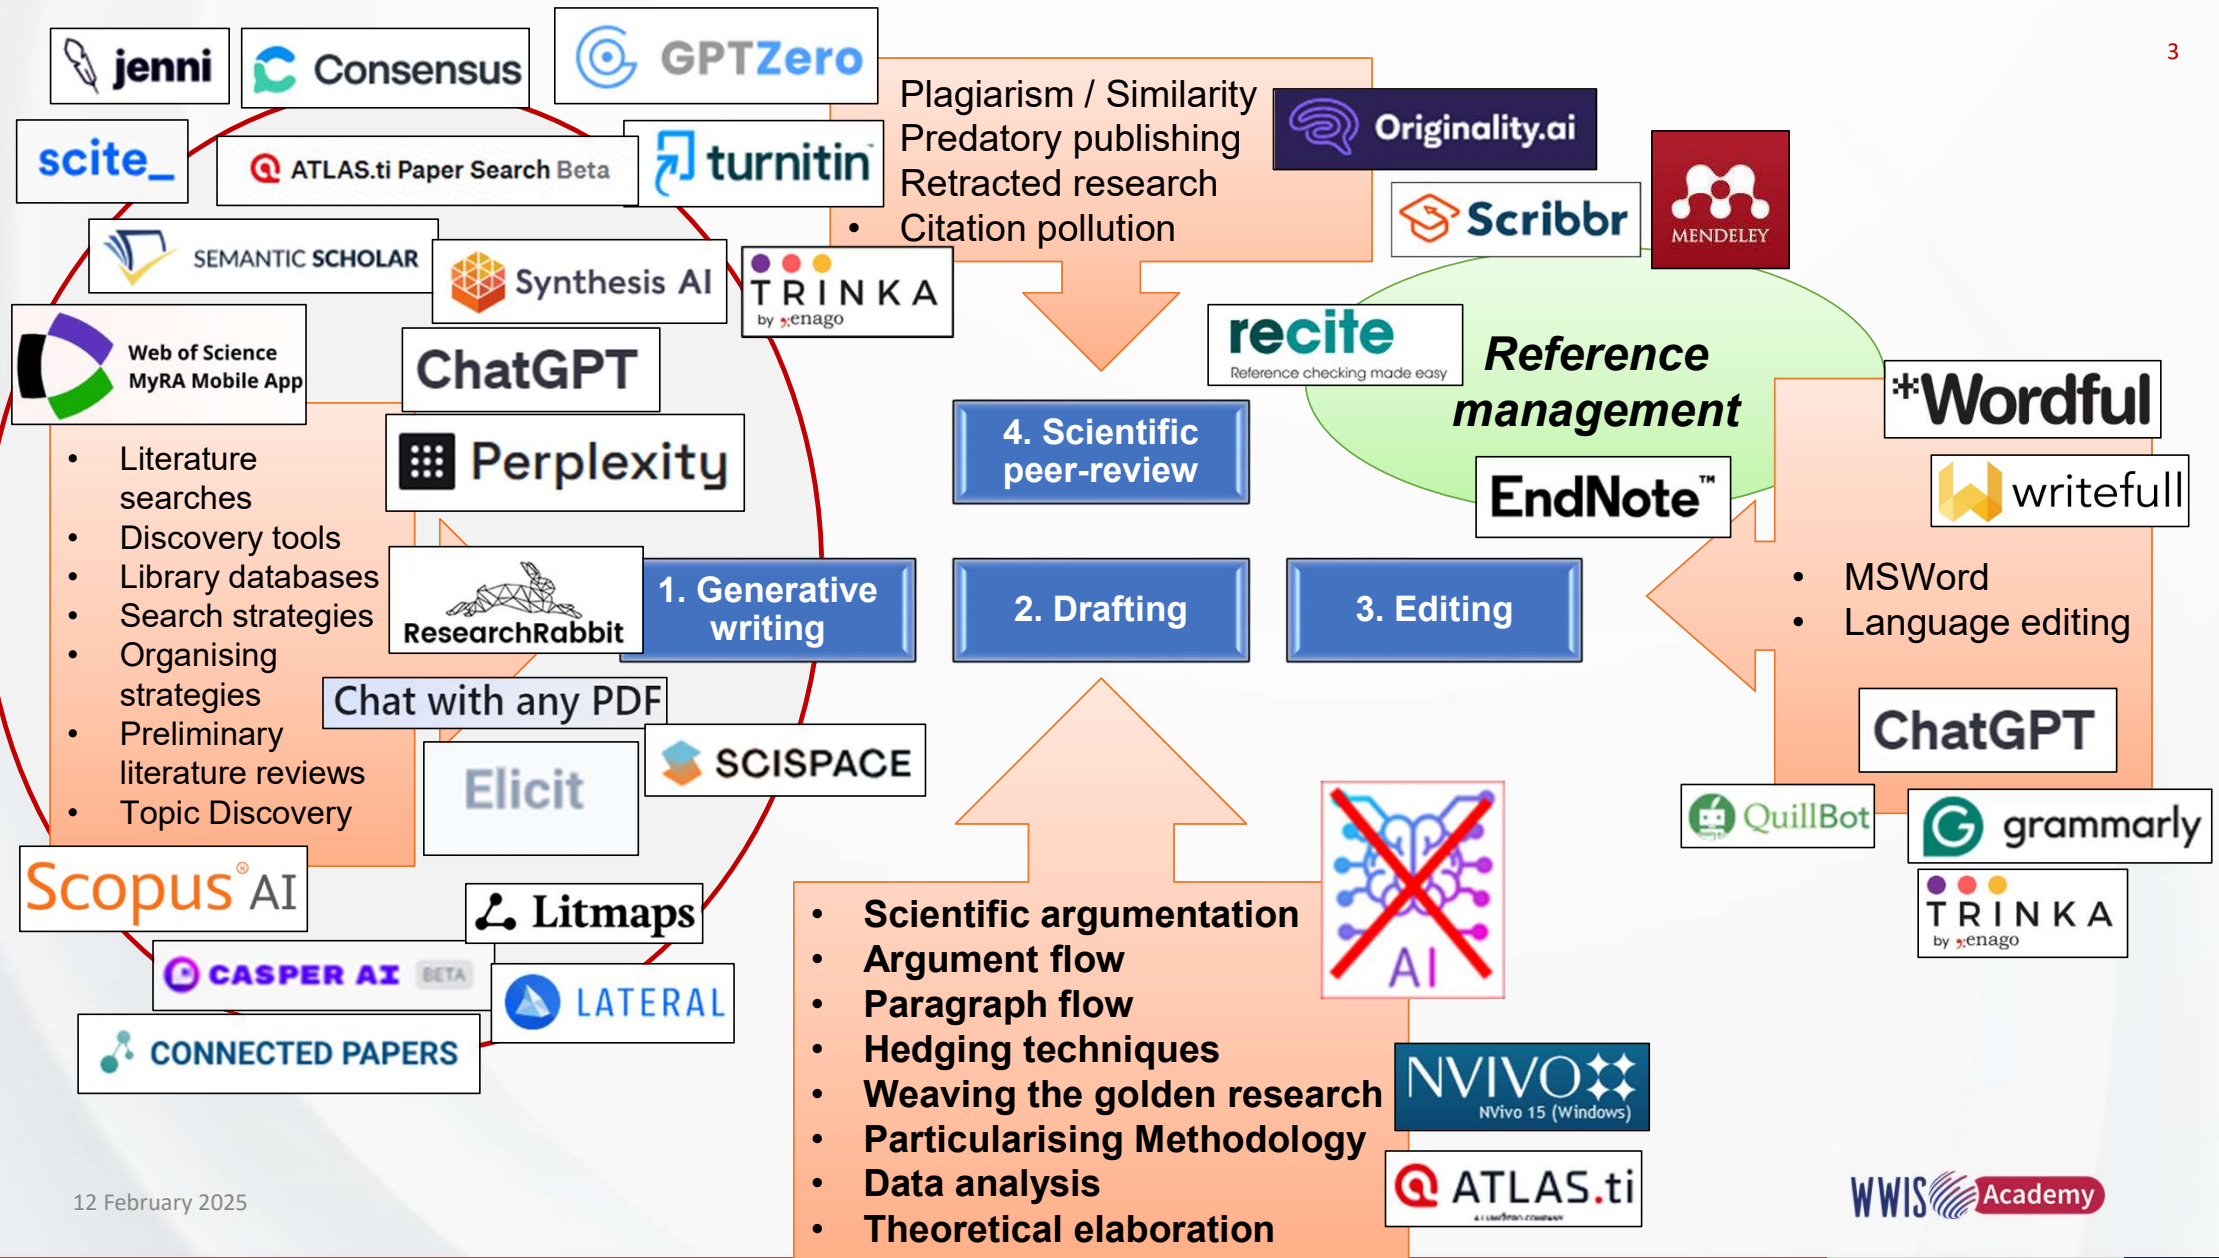 3
jenni
Consensus
GPTZero
scite_
ATLAS.ti Paper Search Beta
turnitin
• Plagiarism / Similarity
Predatory publishing
Retracted research
• Citation pollution
Originality.ai
Scribbr
MENDELEY
SEMANTIC SCHOLAR
Synthesis AI
TRINKA
by enago
Web of Science
MyRA Mobile App
ChatGPT
Perplexity
recite
Reference checking made easy
Reference
management
EndNote™
*Wordful
writefull
4. Scientific
peer-review
• Literature
searches
• Discovery tools
• Library databases
• Search strategies
• Organising
strategies
• Preliminary
literature reviews
• Topic Discovery
ResearchRabbit
1. Generative
writing
2. Drafting
3. Editing
• MSWord
• Language editing
Chat with any PDF
SCISPACE
Elicit
ChatGPT
QuillBot
grammarly
TRINKA
by enago
Scopus® AI
Litmaps
CASPER AI BETA
LATERAL
CONNECTED PAPERS
AI
• Scientific argumentation
• Argument flow
• Paragraph flow
• Hedging techniques
• Weaving the golden research
• Particularising Methodology
• Data analysis
• Theoretical elaboration
NVIVO
NVivo 15 (Windows)
ATLAS.ti
12 February 2025
WWIS Academy